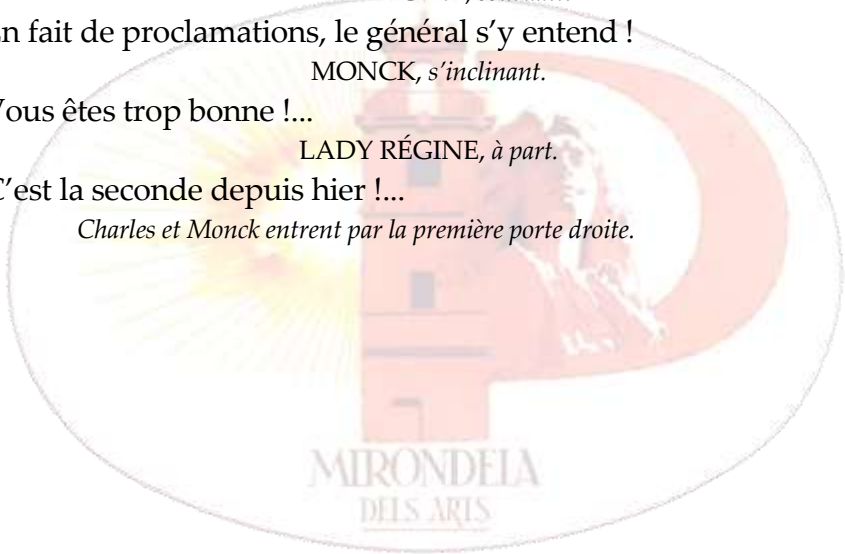 n fait de proclamations, le général s’y entend !
MONCK, s’inclinant.
Vous êtes trop bonne !...
LADY RÉGINE, à part.
C’est la seconde depuis hier !...
Charles et Monck entrent par la première porte droite.
MIRONDELA
DELS ARTS